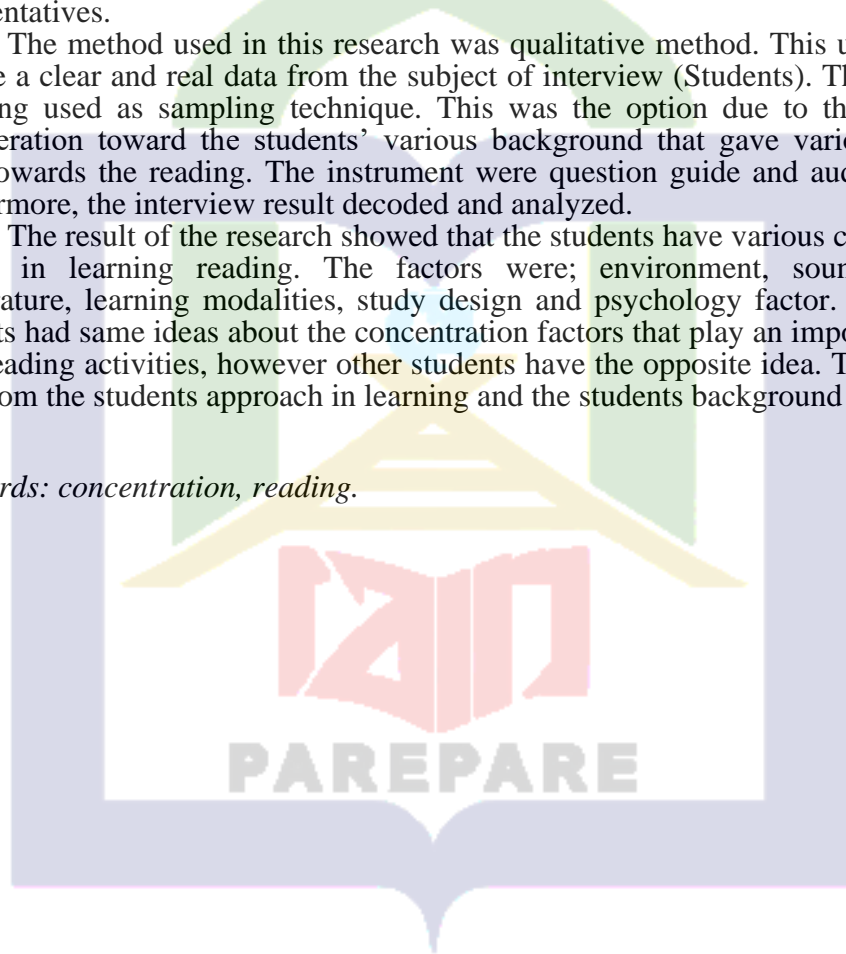 entatives.
The method used in this research was qualitative method. This u
e a clear and real data from the subject of interview (Students). Th
ng used as sampling technique. This was the option due to th
eration toward the students’ various background that gave vario
owards the reading. The instrument were question guide and aud
rmore, the interview result decoded and analyzed.
The result of the research showed that the students have various c
in learning reading. The factors were; environment, soun
ature, learning modalities, study design and psychology factor.
ts had same ideas about the concentration factors that play an impo
eading activities, however other students have the opposite idea. T
om the students approach in learning and the students background
rds: concentration, reading.
PAREPARE